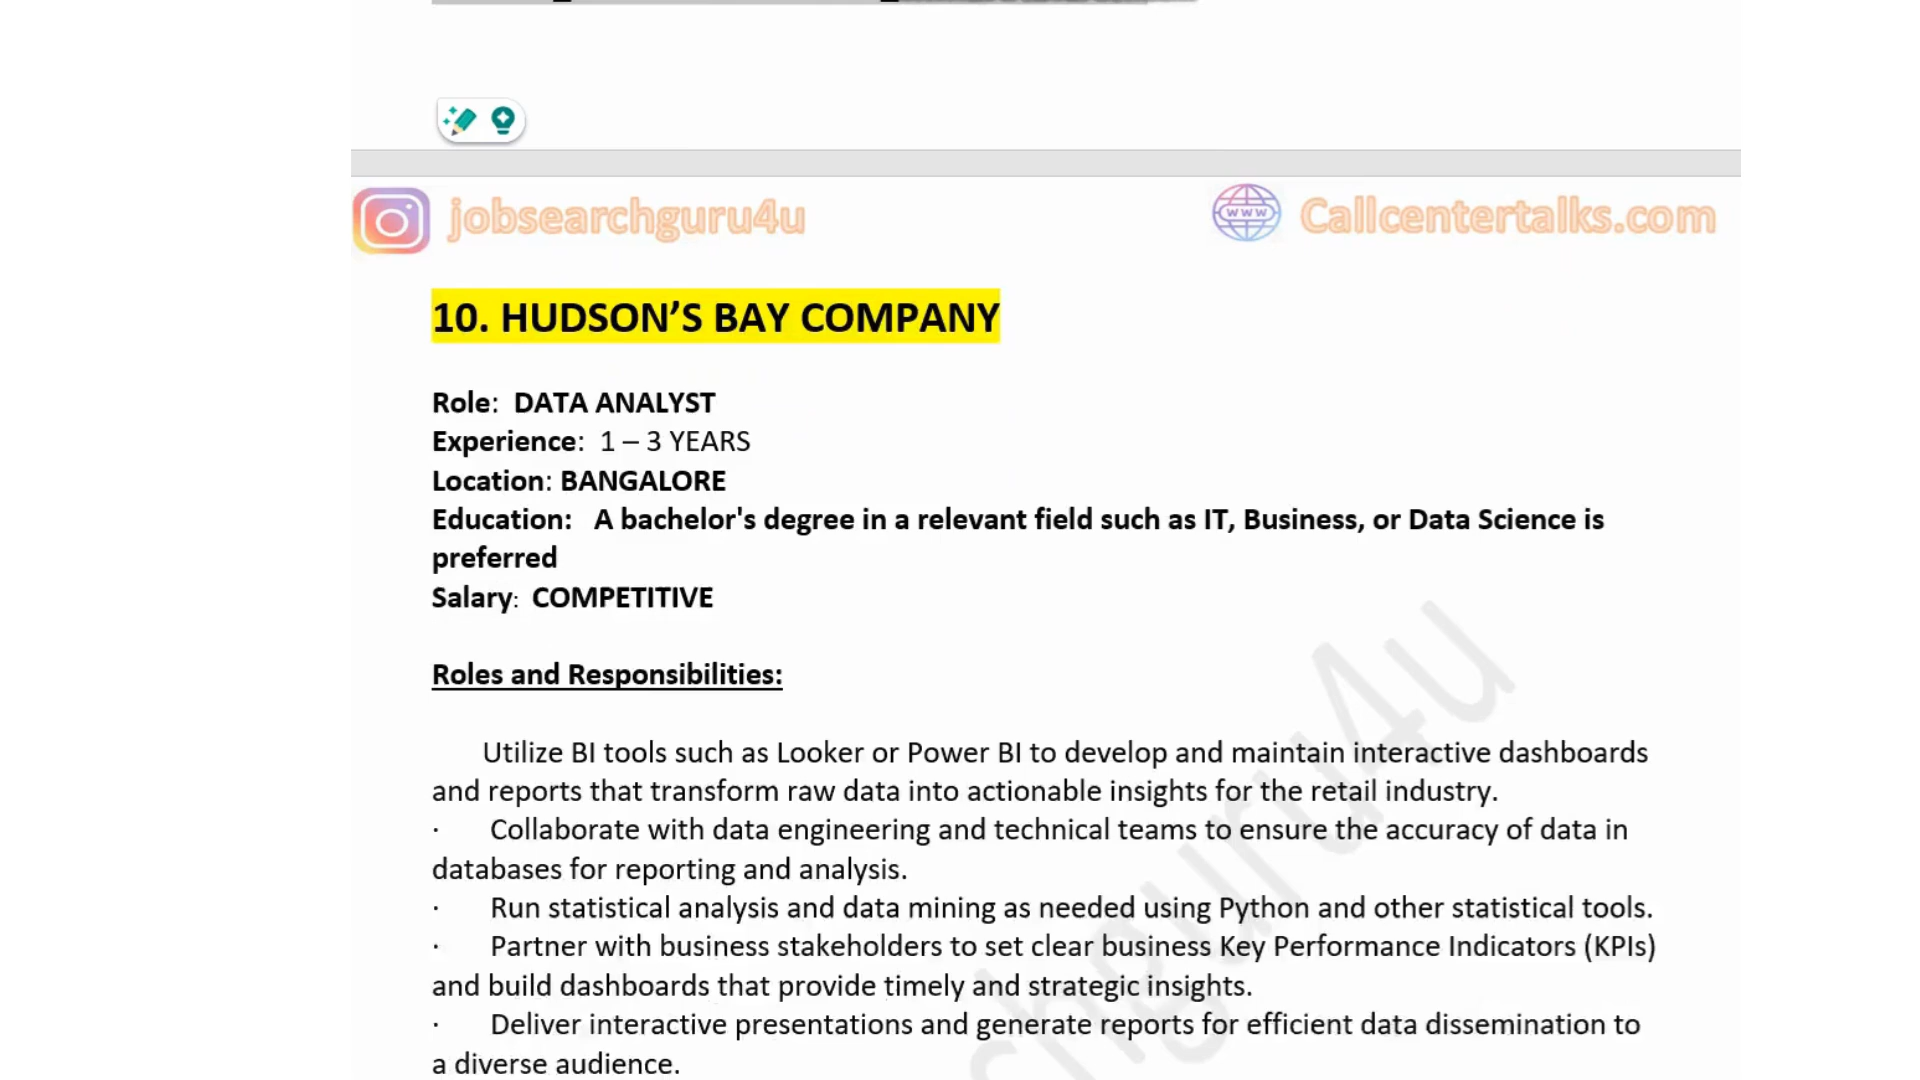 jobsearchguru4u
www Callcentertalks.com
10. HUDSON’S BAY COMPANY
Role: DATA ANALYST
Experience: 1 – 3 YEARS
Location: BANGALORE
Education: A bachelor's degree in a relevant field such as IT, Business, or Data Science is
preferred
Salary: COMPETITIVE
Roles and Responsibilities:
Utilize BI tools such as Looker or Power BI to develop and maintain interactive dashboards
and reports that transform raw data into actionable insights for the retail industry.
· Collaborate with data engineering and technical teams to ensure the accuracy of data in
databases for reporting and analysis.
· Run statistical analysis and data mining as needed using Python and other statistical tools.
· Partner with business stakeholders to set clear business Key Performance Indicators (KPIs)
and build dashboards that provide timely and strategic insights.
· Deliver interactive presentations and generate reports for efficient data dissemination to
a diverse audience.
chguru4u